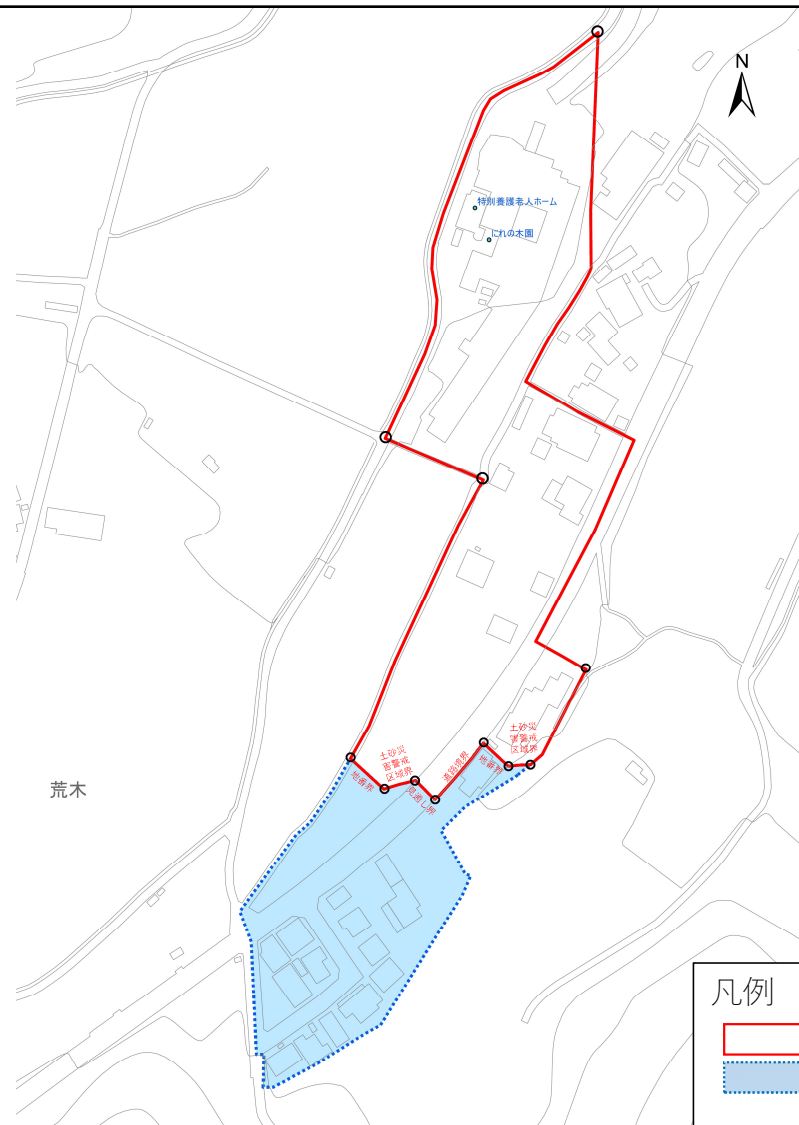 N
特別養護老人ホーム
にれの木園
土砂災
害警戒
区域界
道路境界
土砂災
害警戒
区域界
地番界
地番界
見通し界
荒木
凡例